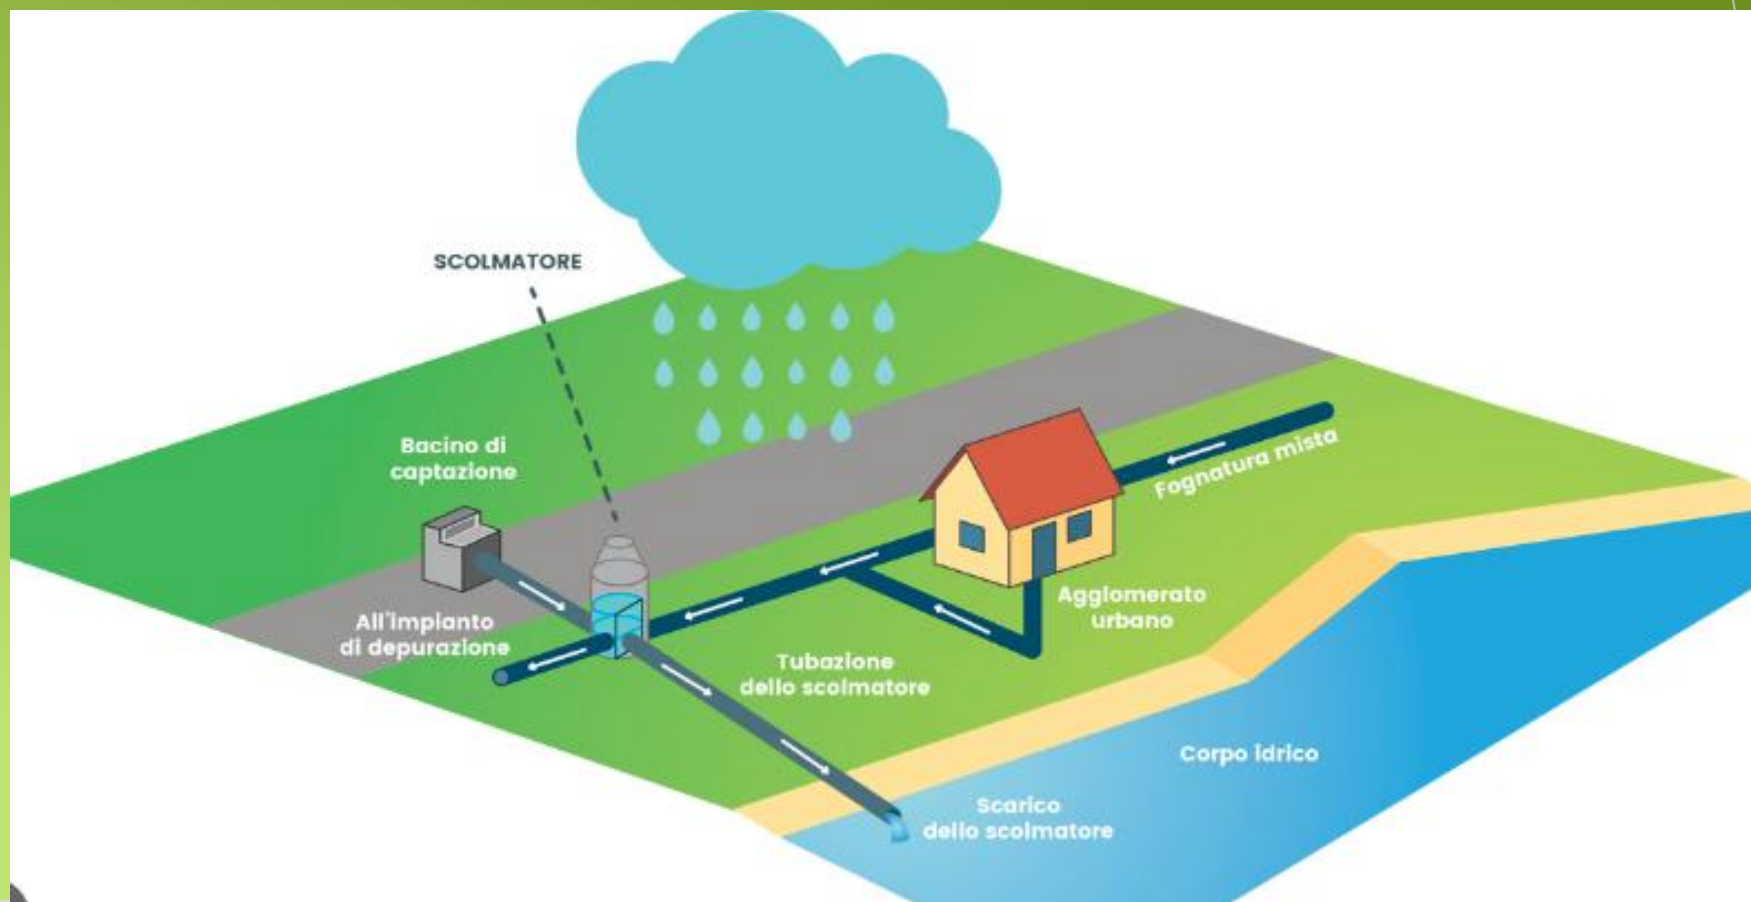 SCOLMATORE
Bacino di
captazione
Fognatura mista
All'impianto
di depurazione
Agglomerato
urbano
Tubazione
dello scolmatore
Corpo idrico
Scarico
dello scolmatore